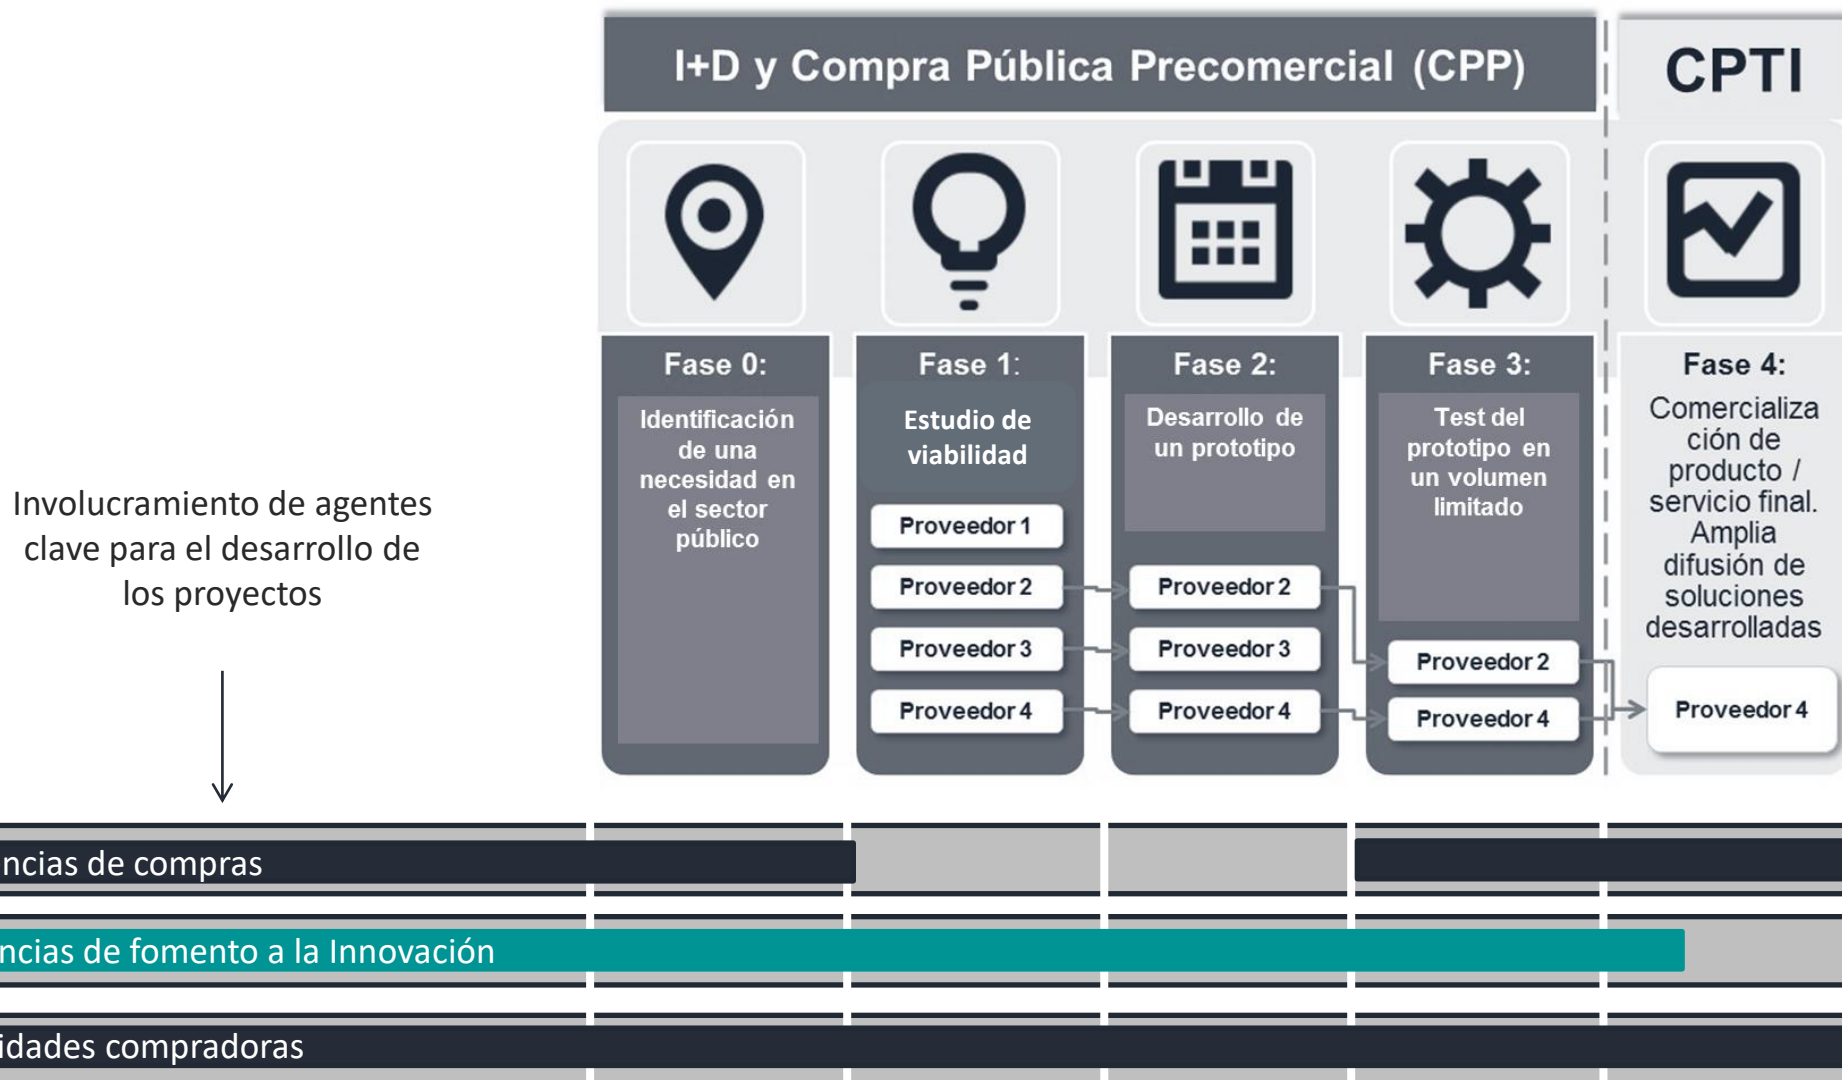 I+D y Compra Pública Precomercial (CPP)
CPTI
Fase 0:
Identificación
de una
necesidad en
el sector
público
Fase 1:
Estudio de
viabilidad
Proveedor 1
Proveedor 2
Proveedor 3
Proveedor 4
Fase 2:
Desarrollo de
un prototipo
Proveedor 2
Proveedor 3
Proveedor 4
Fase 3:
Test del
prototipo en
un volumen
limitado
Proveedor 2
Proveedor 4
Fase 4:
Comercializa
ción de
producto /
servicio final.
Amplia
difusión de
soluciones
desarrolladas
Proveedor 4
Involucramiento de agentes
clave para el desarrollo de
los proyectos
ncias de compras
ncias de fomento a la Innovación
idades compradoras